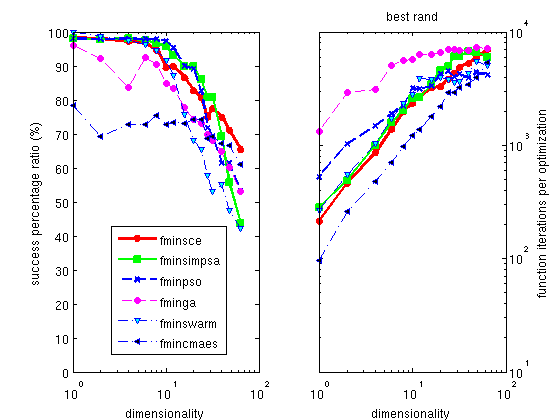 best rand
100
90
80
70
60
50
40
30
20
10
0
success percentage ratio (%)
fminsce
fminsimpsa
fminpso
fminga
fminswarm
fmincmaes
10^0
10^1
10^2
dimensionality
10^4
10^3
10^2
10^1
function iterations per optimization
10^0
10^1
10^2
dimensionality